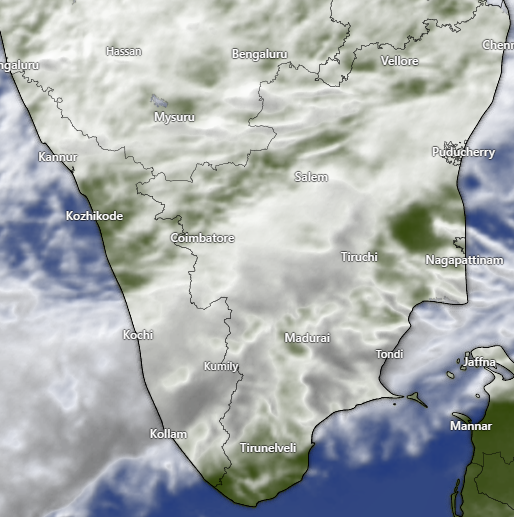 Hassan
Bengaluru
Chenn
ngaluru
Vellore
Mysuru
Kannur
Puducherry
Salem
Kozhikode
Coimbatore
Tiruchi
Nagapattinam
Kochi
Madurai
Tondi
Kumily
Jaffna
Kollam
Mannar
Tirunelveli